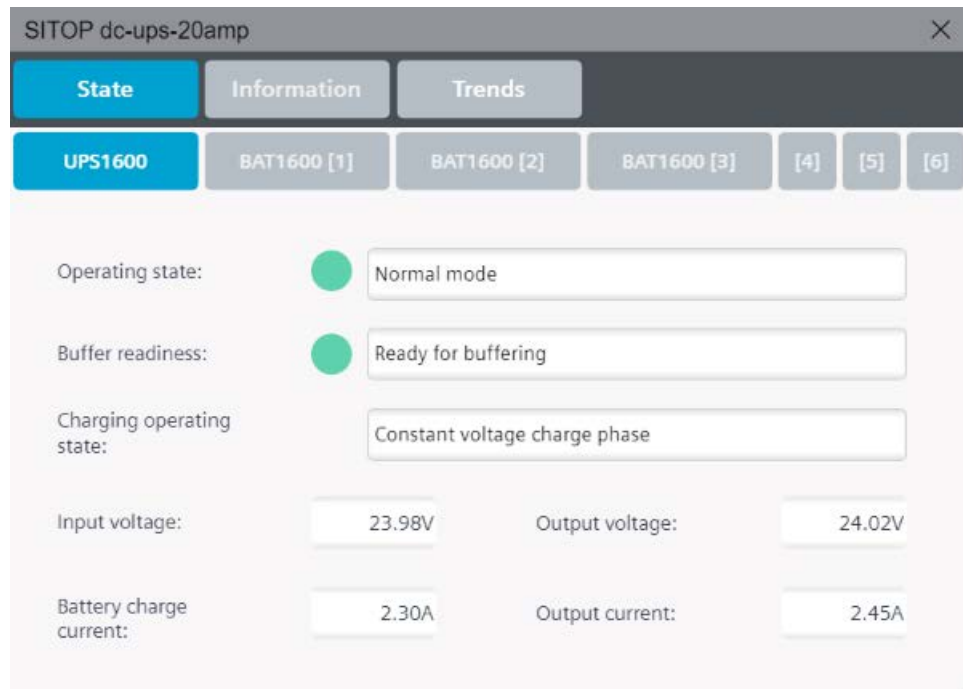 SITOP dc-ups-20amp
State Information Trends
UPS1600 BAT1600 [1] BAT1600 [2] BAT1600 [3] [4] [5] [6]
Operating state: Normal mode
Buffer readiness: Ready for buffering
Charging operating
state:
Constant voltage charge phase
Input voltage: 23.98V Output voltage: 24.02V
Battery charge
current:
2.30A Output current: 2.45A